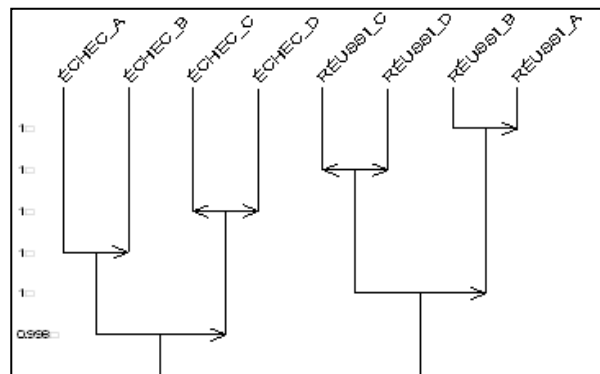 ÉCHEC_A
ÉCHEC_B
ÉCHEC_C
ÉCHEC_D
RÉUSSI_C
RÉUSSI_D
RÉUSSI_B
RÉUSSI_A
1
1
1
1
1
0.998